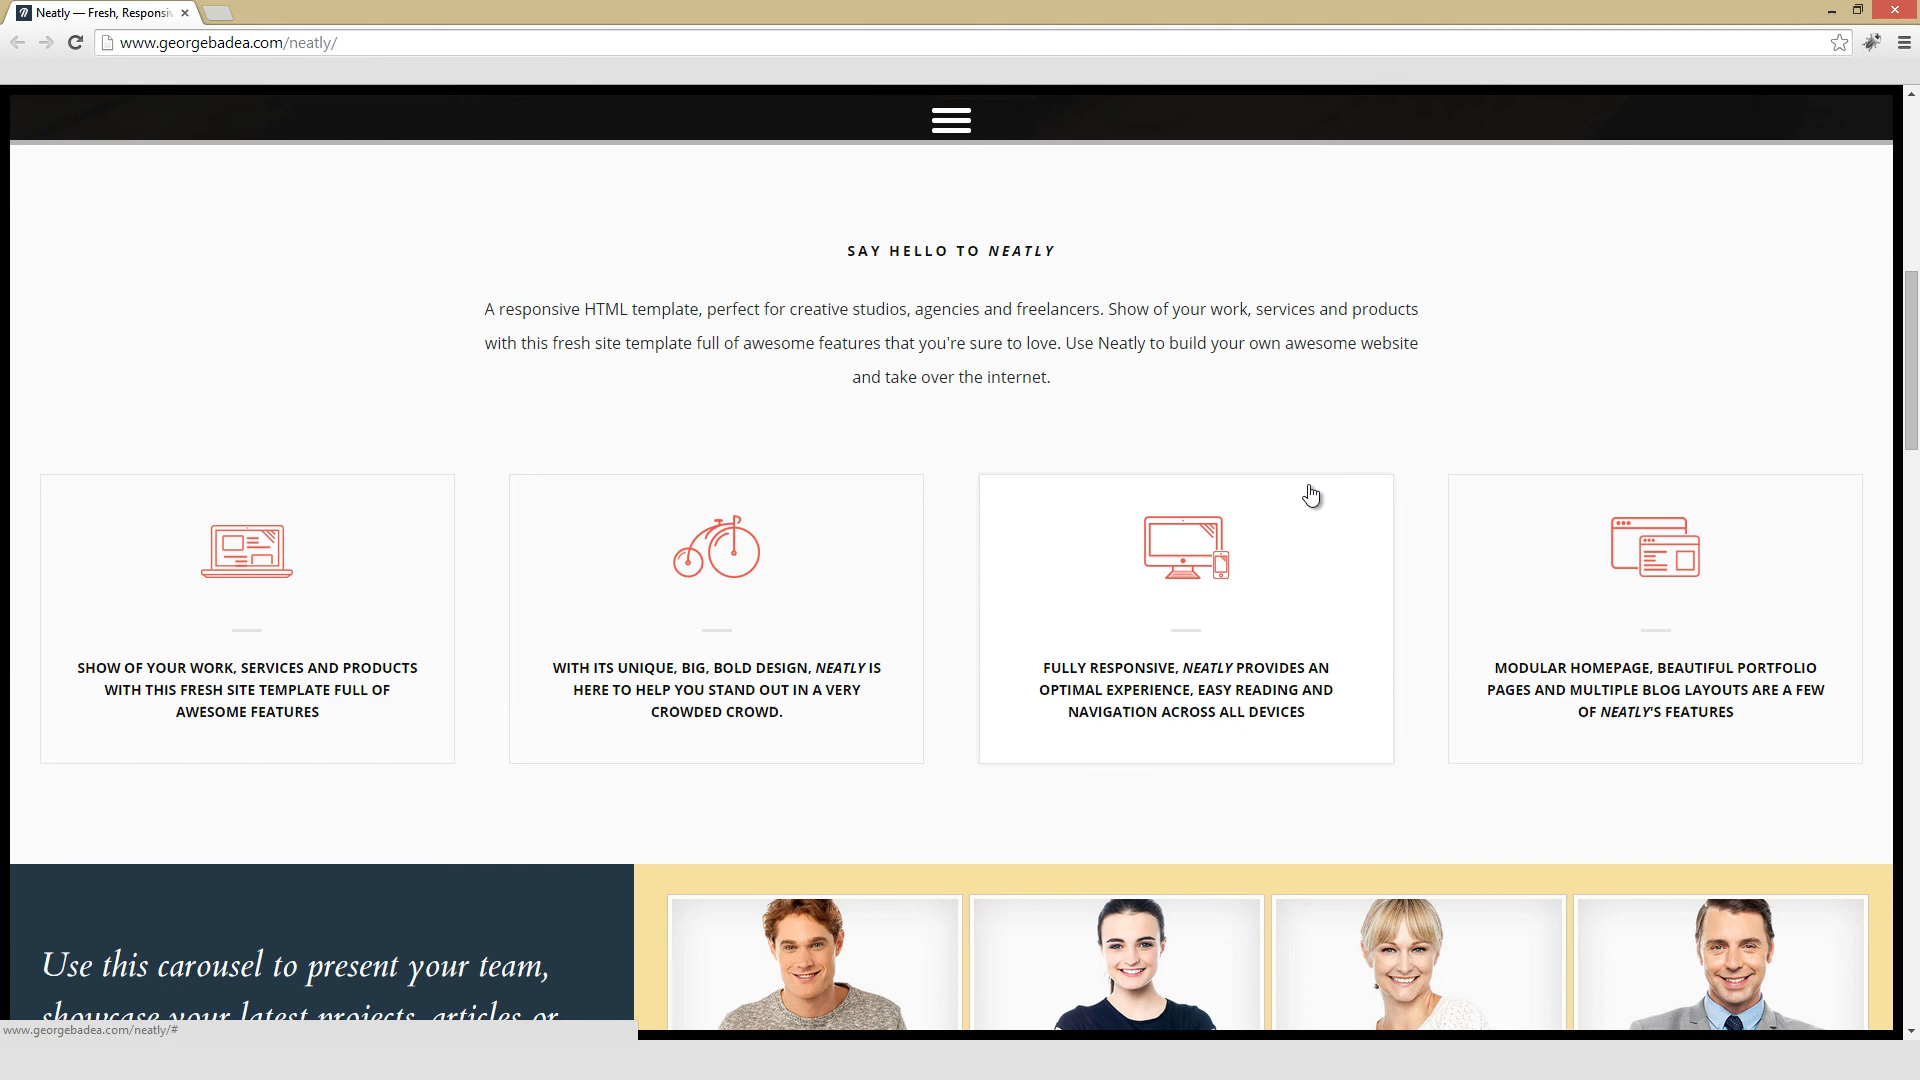 Neatly — Fresh, Responsi
www.georgebadea.com/neatly/
SAY HELLO TO NEATLY
A responsive HTML template, perfect for creative studios, agencies and freelancers. Show of your work, services and products
with this fresh site template full of awesome features that you're sure to love. Use Neatly to build your own awesome website
and take over the internet.
SHOW OF YOUR WORK, SERVICES AND PRODUCTS
WITH THIS FRESH SITE TEMPLATE FULL OF
AWESOME FEATURES
WITH ITS UNIQUE, BIG, BOLD DESIGN, NEATLY IS
HERE TO HELP YOU STAND OUT IN A VERY
CROWDED CROWD.
FULLY RESPONSIVE, NEATLY PROVIDES AN
OPTIMAL EXPERIENCE, EASY READING AND
NAVIGATION ACROSS ALL DEVICES
MODULAR HOMEPAGE, BEAUTIFUL PORTFOLIO
PAGES AND MULTIPLE BLOG LAYOUTS ARE A FEW
OF NEATLY'S FEATURES
Use this carousel to present your team,
showcase your latest projects, articles or
www.georgebadea.com/neatly/#